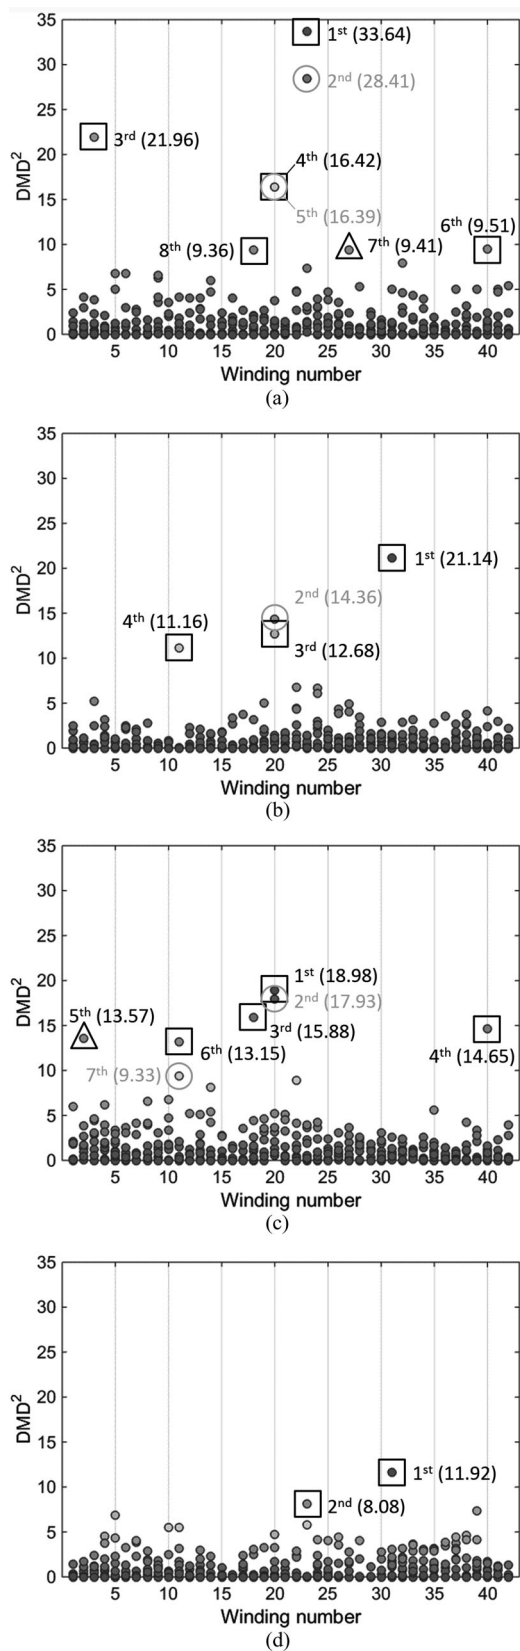 35
30
25
20
15
10
5
0
DMD²
1ˢᵗ (33.64)
2ⁿᵈ (28.41)
3ʳᵈ (21.96)
4ᵗʰ (16.42)
5ᵗʰ (16.39)
6ᵗʰ (9.51)
8ᵗʰ (9.36)
7ᵗʰ (9.41)
5 10 15 20 25 30 35 40
Winding number
(a)
35
30
25
20
15
10
5
0
DMD²
1ˢᵗ (21.14)
2ⁿᵈ (14.36)
4ᵗʰ (11.16)
3ʳᵈ (12.68)
5 10 15 20 25 30 35 40
Winding number
(b)
35
30
25
20
15
10
5
0
DMD²
1ˢᵗ (18.98)
2ⁿᵈ (17.93)
5ᵗʰ (13.57)
3ʳᵈ (15.88)
6ᵗʰ (13.15)
4ᵗʰ (14.65)
7ᵗʰ (9.33)
5 10 15 20 25 30 35 40
Winding number
(c)
35
30
25
20
15
10
5
0
DMD²
1ˢᵗ (11.92)
2ⁿᵈ (8.08)
5 10 15 20 25 30 35 40
Winding number
(d)